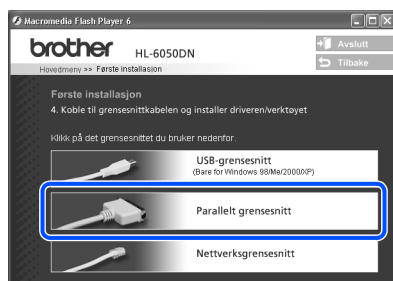 Macromedia Flash Player 6
brother HL-6050DN
Avslutt
Hovedmeny >> Første installasion
Tilbake
Første installasjon
4. Koble til grensesnittkabelen og installer driveren/verktøyet
Klikk på det grensesnittet du bruker nedenfor.
USB-grensesnitt
(Bare for Windows 98/Me/2000/XP)
Parallelt grensesnitt
Nettverksgrensesnitt